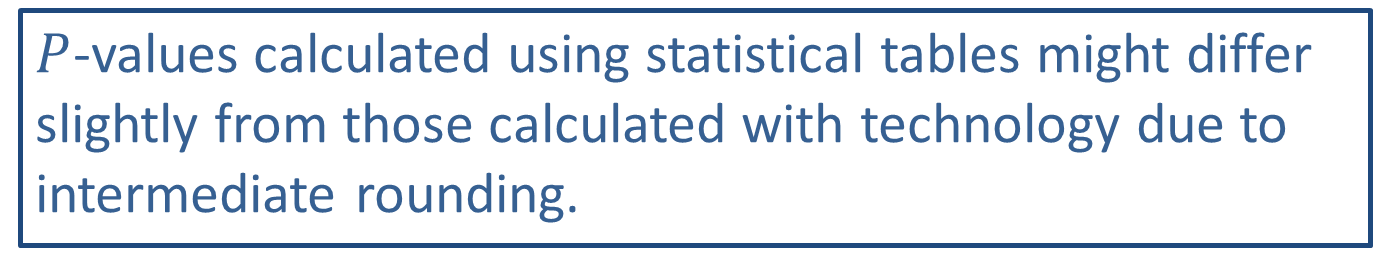 P-values calculated using statistical tables might differ
slightly from those calculated with technology due to
intermediate rounding.